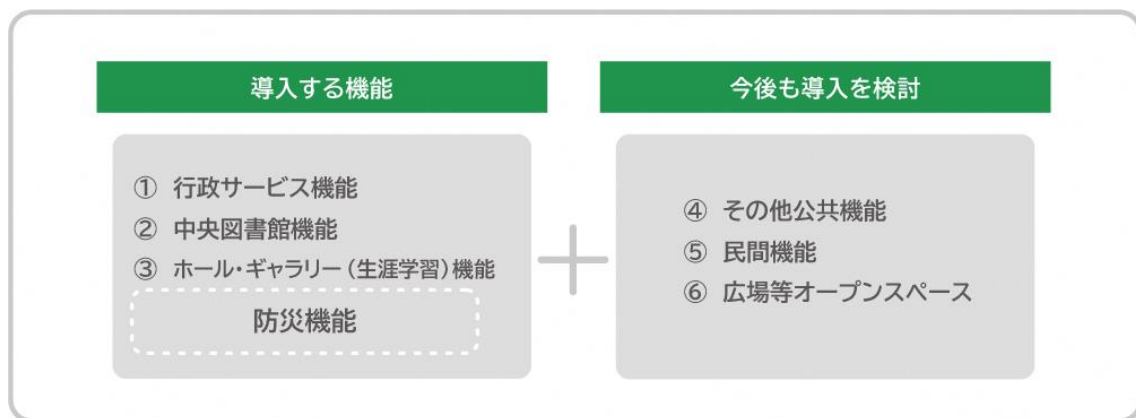 導入する機能
① 行政サービス機能
② 中央図書館機能
③ ホール・ギャラリー(生涯学習)機能
防災機能
今後も導入を検討
④ その他公共機能
⑤ 民間機能
⑥ 広場等オープンスペース